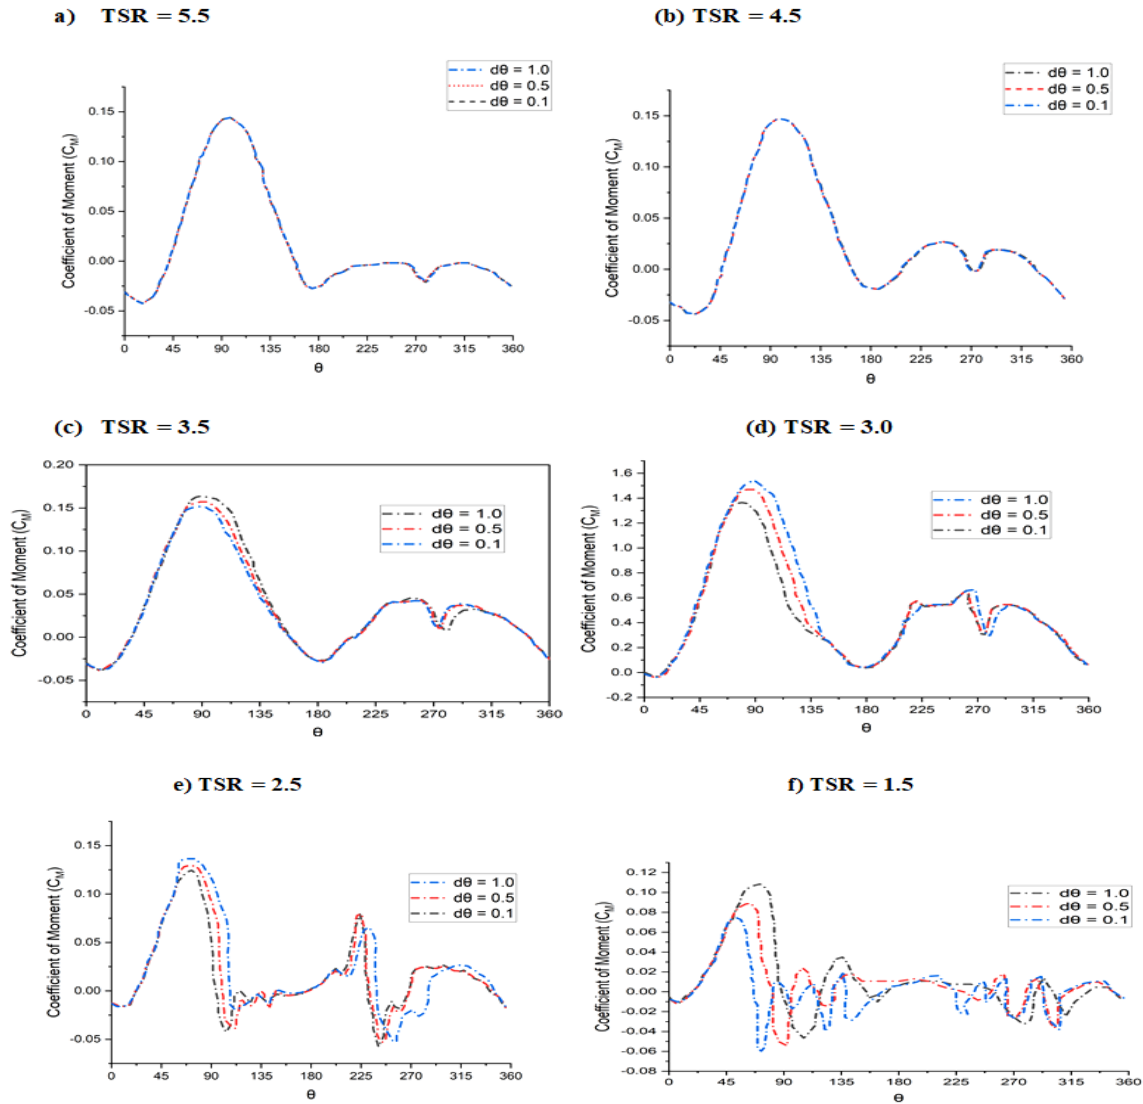 a) TSR = 5.5
dθ = 1.0
dθ = 0.5
dθ = 0.1
Coefficient of Moment (C_M)
0.15
0.10
0.05
0.00
-0.05
0 45 90 135 180 225 270 315 360
θ
(b) TSR = 4.5
dθ = 1.0
dθ = 0.5
dθ = 0.1
Coefficient of Moment (C_M)
0.15
0.10
0.05
0.00
-0.05
0 45 90 135 180 225 270 315 360
θ
(c) TSR = 3.5
dθ = 1.0
dθ = 0.5
dθ = 0.1
Coefficient of Moment (C_M)
0.20
0.15
0.10
0.05
0.00
-0.05
0 45 90 135 180 225 270 315 360
θ
(d) TSR = 3.0
dθ = 1.0
dθ = 0.5
dθ = 0.1
Coefficient of Moment (C_M)
1.6
1.4
1.2
1.0
0.8
0.6
0.4
0.2
0.0
-0.2
0 45 90 135 180 225 270 315 360
θ
e) TSR = 2.5
dθ = 1.0
dθ = 0.5
dθ = 0.1
Coefficient of Moment (C_M)
0.15
0.10
0.05
0.00
-0.05
0 45 90 135 180 225 270 315 360
θ
f) TSR = 1.5
dθ = 1.0
dθ = 0.5
dθ = 0.1
Coefficient of Moment (C_M)
0.12
0.10
0.08
0.06
0.04
0.02
0.00
-0.02
-0.04
-0.06
-0.08
0 45 90 135 180 225 270 315 360
θ